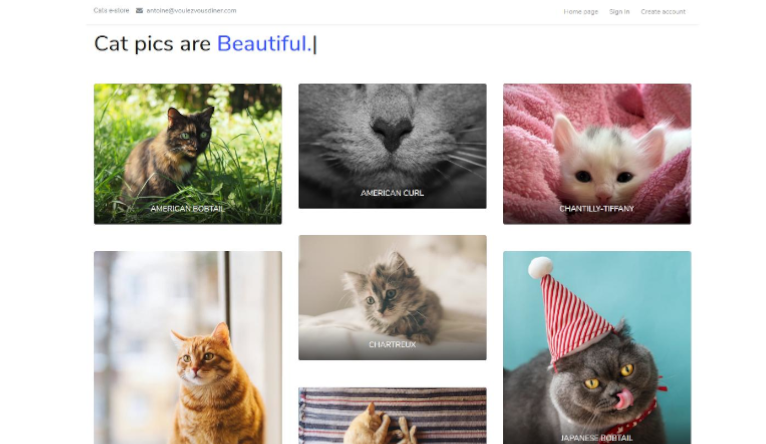 Cats e-store antoine@voulezvousdiner.com Home page Sign in Create account
Cat pics are Beautiful.|
AMERICAN BOBTAIL
AMERICAN CURL
CHANTILLY-TIFFANY
CHARTREUX
JAPANESE BOBTAIL